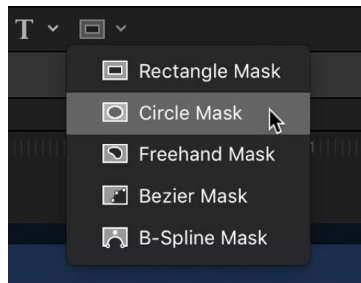 T
Rectangle Mask
Circle Mask
Freehand Mask
Bezier Mask
B-Spline Mask